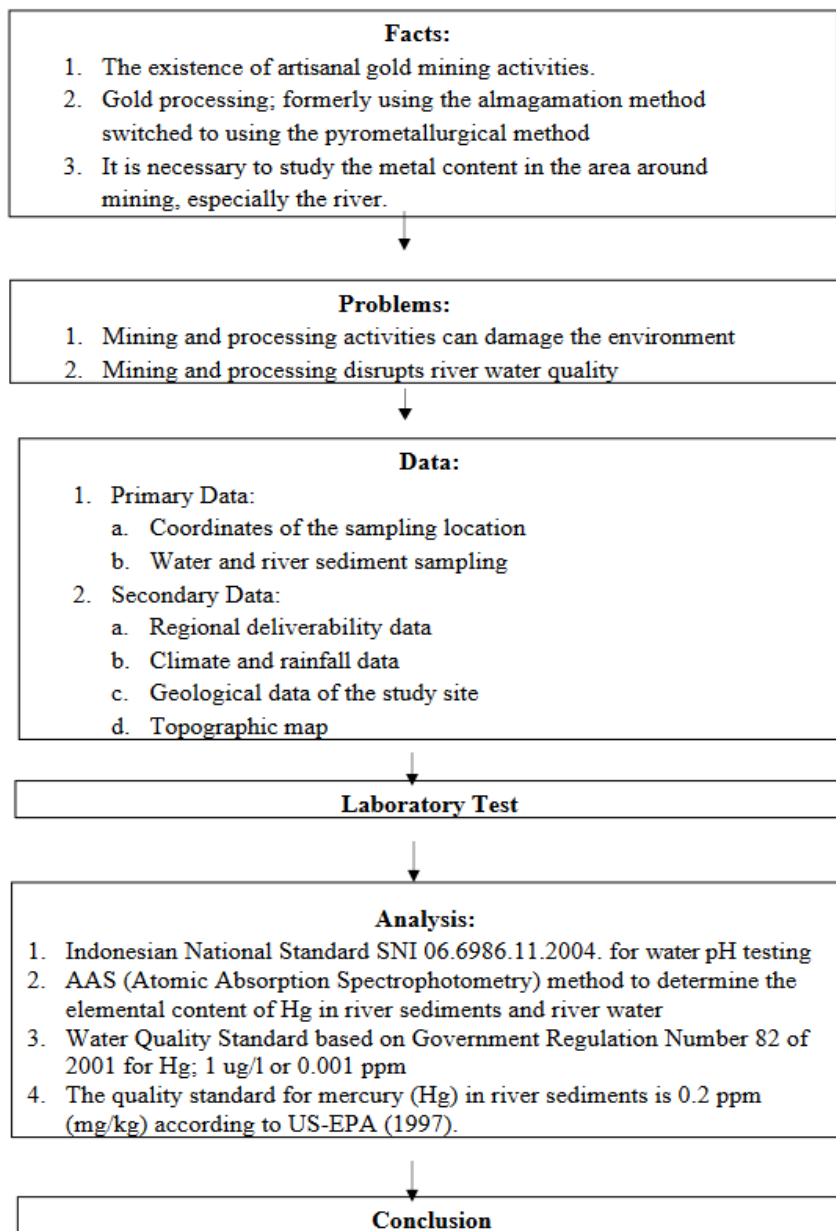 Facts:
1. The existence of artisanal gold mining activities.
2. Gold processing; formerly using the almagamation method
switched to using the pyrometallurgical method
3. It is necessary to study the metal content in the area around
mining, especially the river.
Problems:
1. Mining and processing activities can damage the environment
2. Mining and processing disrupts river water quality
Data:
1. Primary Data:
a. Coordinates of the sampling location
b. Water and river sediment sampling
2. Secondary Data:
a. Regional deliverability data
b. Climate and rainfall data
c. Geological data of the study site
d. Topographic map
Laboratory Test
Analysis:
1. Indonesian National Standard SNI 06.6986.11.2004. for water pH testing
2. AAS (Atomic Absorption Spectrophotometry) method to determine the
elemental content of Hg in river sediments and river water
3. Water Quality Standard based on Government Regulation Number 82 of
2001 for Hg; 1 ug/l or 0.001 ppm
4. The quality standard for mercury (Hg) in river sediments is 0.2 ppm
(mg/kg) according to US-EPA (1997).
Conclusion